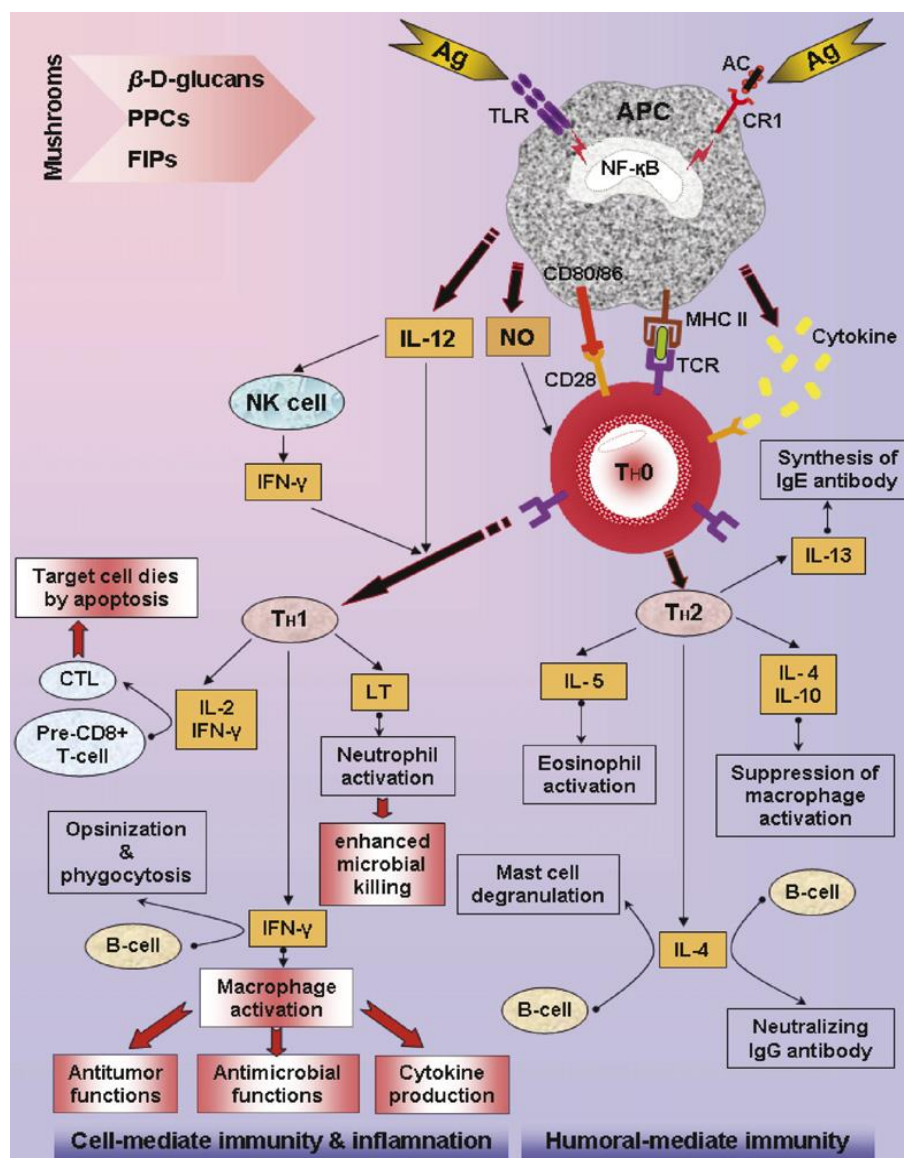 Mushrooms
β-D-glucans
PPCs
FIPs
Ag
Ag
TLR
APC
AC
CR1
NF-κB
CD80/86
MHC II
IL-12
NO
Cytokine
CD28
TCR
NK cell
TH0
Synthesis of
IgE antibody
IFN-γ
IL-13
Target cell dies
by apoptosis
TH1
TH2
CTL
IL-2
IFN-γ
LT
IL- 5
IL- 4
IL-10
Pre-CD8+
T-cell
Neutrophil
activation
Eosinophil
activation
Suppression of
macrophage
activation
Opsinization
&
phygocytosis
enhanced
microbial
killing
Mast cell
degranulation
B-cell
B-cell
IFN-γ
IL-4
Macrophage
activation
B-cell
Neutralizing
IgG antibody
Antitumor
functions
Antimicrobial
functions
Cytokine
production
Cell-mediate immunity & inflamnation
Humoral-mediate immunity